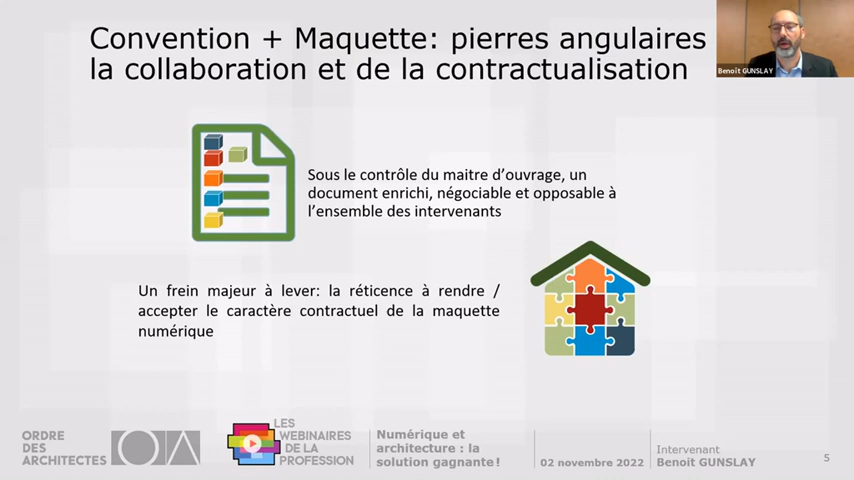 Convention + Maquette: pierres angulaires
la collaboration et de la contractualisation
Benoît GUNSLAY
Sous le contrôle du maitre d’ouvrage, un
document enrichi, négociable et opposable à
l’ensemble des intervenants
Un frein majeur à lever: la réticence à rendre /
accepter le caractère contractuel de la maquette
numérique
ORDRE
DES
ARCHITECTES
LES
WEBINAIRES
DE LA
PROFESSION
Numérique et
architecture : la
solution gagnante !
02 novembre 2022
Intervenant
Benoît GUNSLAY
5